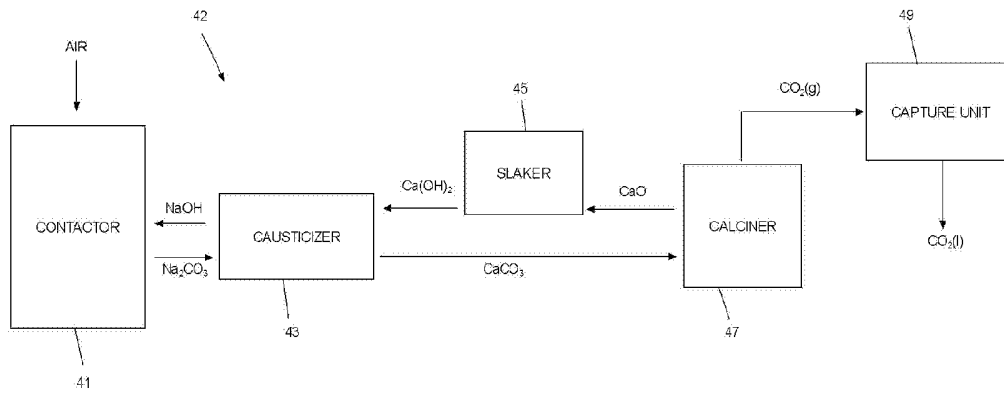 42
49
AIR
CO₂(g)
45
CAPTURE UNIT
SLAKER
Ca(OH)₂
CaO
NaOH
CONTACTOR
CAUSTICIZER
CALCINER
CO₂(l)
Na₂CO₃
CaCO₃
43
47
41